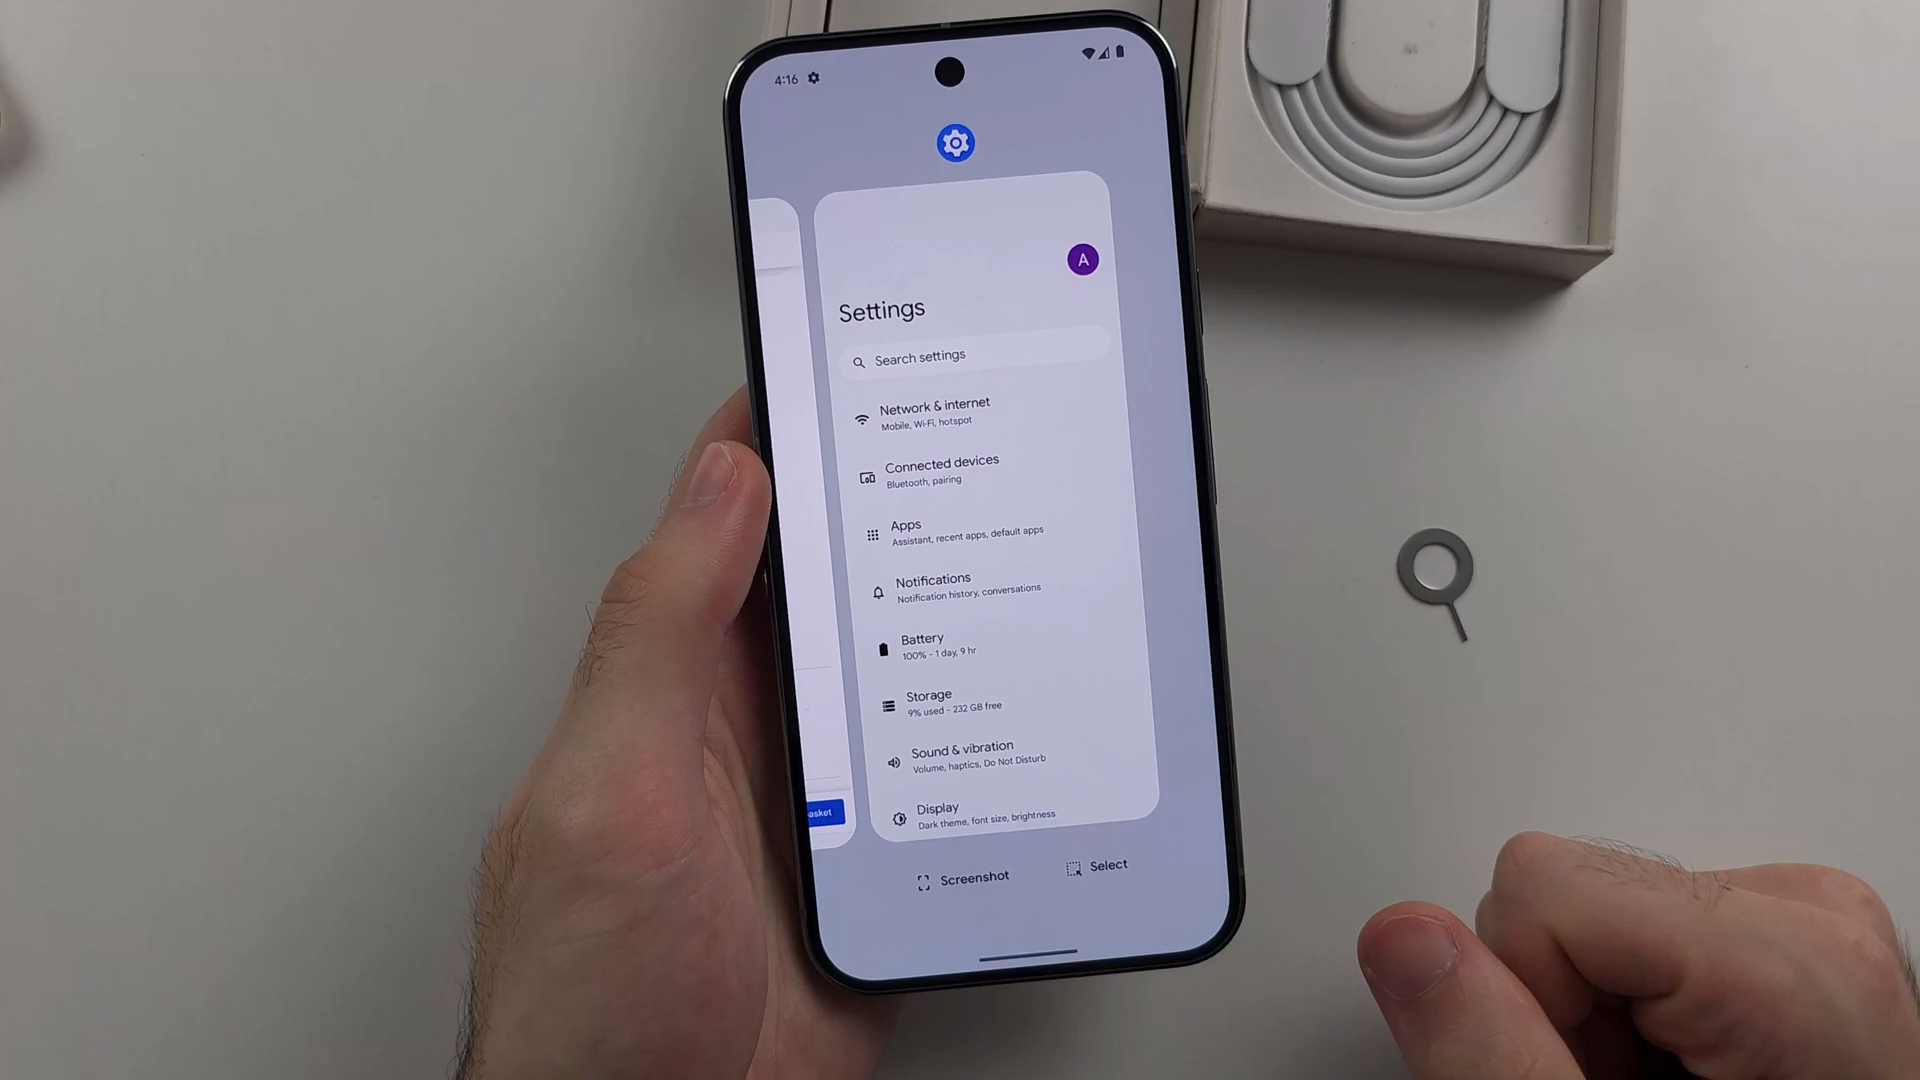 4:16
A
Settings
Search settings
Network & internet
Mobile, Wi-Fi, hotspot
Connected devices
Bluetooth, pairing
Apps
Assistant, recent apps, default apps
Notifications
Notification history, conversations
Battery
100% - 1 day, 9 hr
Storage
9% used - 232 GB free
Sound & vibration
Volume, haptics, Do Not Disturb
Display
Dark theme, font size, brightness
asket
Screenshot
Select